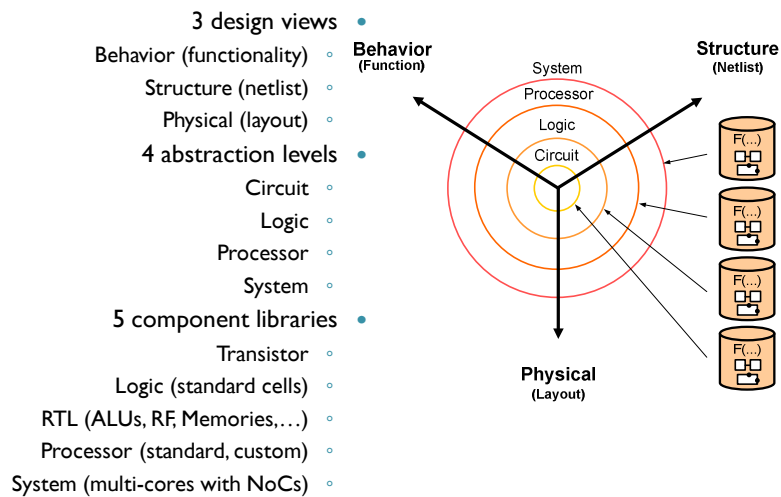 3 design views •
Behavior (functionality) ◦
Structure (netlist) ◦
Physical (layout) ◦
4 abstraction levels •
Circuit ◦
Logic ◦
Processor ◦
System ◦
5 component libraries •
Transistor ◦
Logic (standard cells) ◦
RTL (ALUs, RF, Memories,…) ◦
Processor (standard, custom) ◦
System (multi-cores with NoCs) ◦
Behavior
(Function)
Structure
(Netlist)
System
Processor
Logic
Circuit
Physical
(Layout)
F(...)
F(...)
F(...)
F(...)